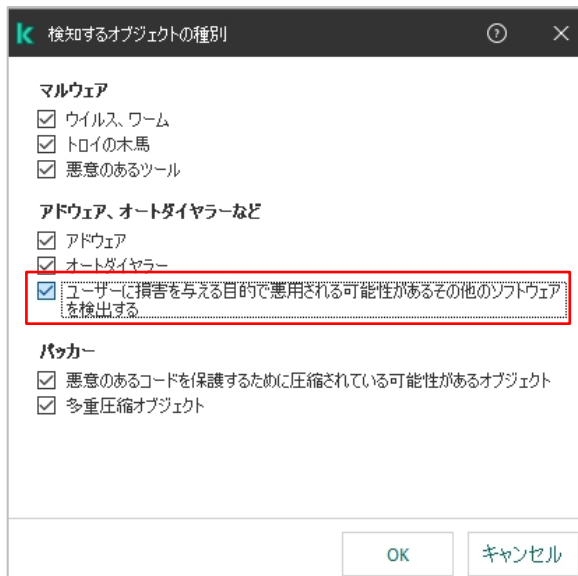 検知するオブジェクトの種別
マルウェア
ウイルス、ワーム
トロイの木馬
悪意のあるツール
アドウェア、オートダイヤラーなど
アドウェア
オートダイヤラー
ユーザーに損害を与える目的で悪用される可能性があるその他のソフトウェア
を検出する
パッカー
悪意のあるコードを保護するために圧縮されている可能性があるオブジェクト
多重圧縮オブジェクト
OK
キャンセル